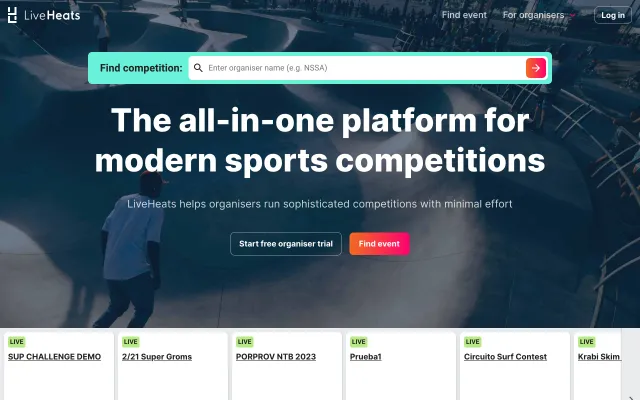 LiveHeats
Find event
For organisers
Log in
Find competition:
Enter organiser name (e.g. NSSA)
The all-in-one platform for
modern sports competitions
LiveHeats helps organisers run sophisticated competitions with minimal effort
Start free organiser trial
Find event
LIVE
SUP CHALLENGE DEMO
LIVE
2/21 Super Groms
LIVE
PORPROV NTB 2023
LIVE
Prueba1
LIVE
Circuito Surf Contest
LIVE
Krabi Skim